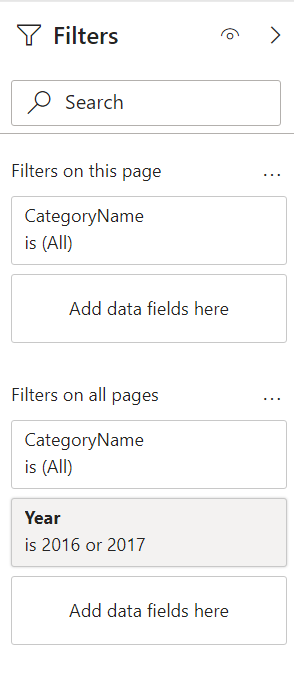 Filters
Search
Filters on this page
...
CategoryName
is (All)
Add data fields here
Filters on all pages
...
CategoryName
is (All)
Year
is 2016 or 2017
Add data fields here